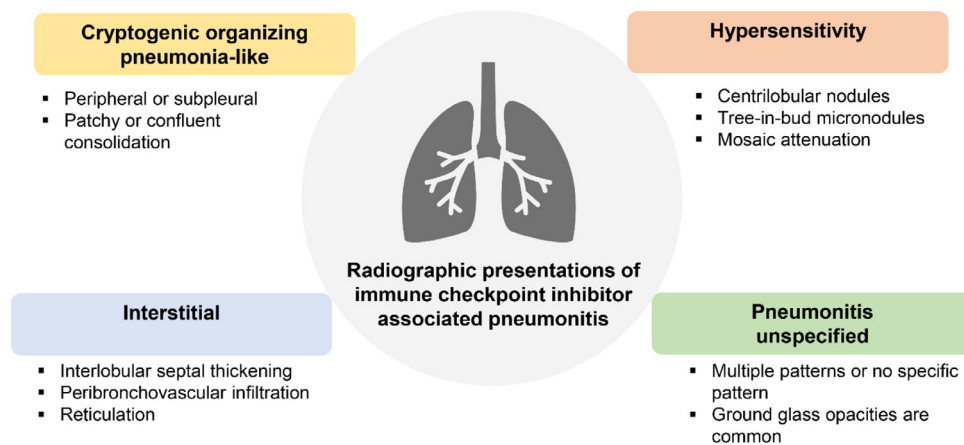 Cryptogenic organizing
pneumonia-like
▪ Peripheral or subpleural
▪ Patchy or confluent
consolidation
Hypersensitivity
▪ Centrilobular nodules
▪ Tree-in-bud micronodules
▪ Mosaic attenuation
Radiographic presentations of
immune checkpoint inhibitor
associated pneumonitis
Interstitial
▪ Interlobular septal thickening
▪ Peribronchovascular infiltration
▪ Reticulation
Pneumonitis
unspecified
▪ Multiple patterns or no specific
pattern
▪ Ground glass opacities are
common